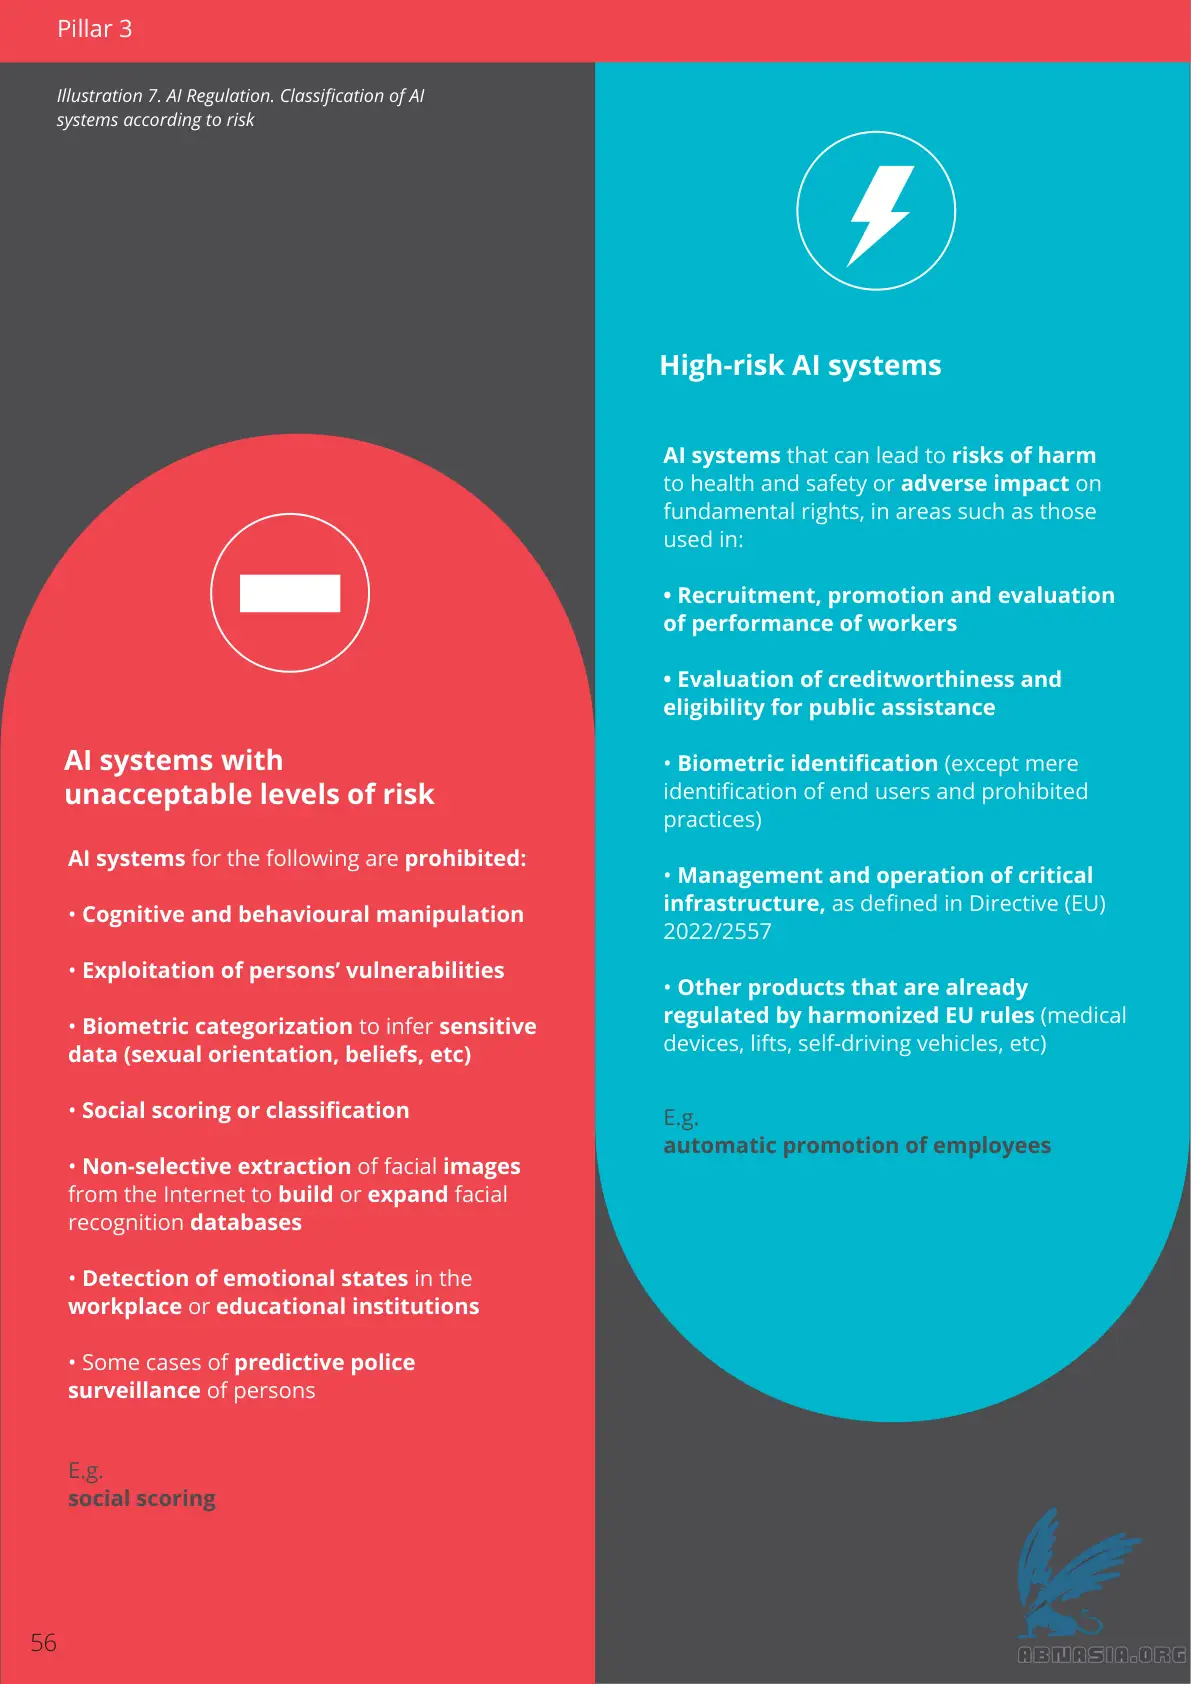 Pillar 3
Illustration 7. AI Regulation. Classification of AI
systems according to risk
AI systems with
unacceptable levels of risk
AI systems for the following are prohibited:
• Cognitive and behavioural manipulation
• Exploitation of persons’ vulnerabilities
• Biometric categorization to infer sensitive
data (sexual orientation, beliefs, etc)
• Social scoring or classification
• Non-selective extraction of facial images
from the Internet to build or expand facial
recognition databases
• Detection of emotional states in the
workplace or educational institutions
• Some cases of predictive police
surveillance of persons
E.g.
social scoring
56
High-risk AI systems
AI systems that can lead to risks of harm
to health and safety or adverse impact on
fundamental rights, in areas such as those
used in:
• Recruitment, promotion and evaluation
of performance of workers
• Evaluation of creditworthiness and
eligibility for public assistance
• Biometric identification (except mere
identification of end users and prohibited
practices)
• Management and operation of critical
infrastructure, as defined in Directive (EU)
2022/2557
• Other products that are already
regulated by harmonized EU rules (medical
devices, lifts, self-driving vehicles, etc)
E.g.
automatic promotion of employees
ABNASIA.ORG